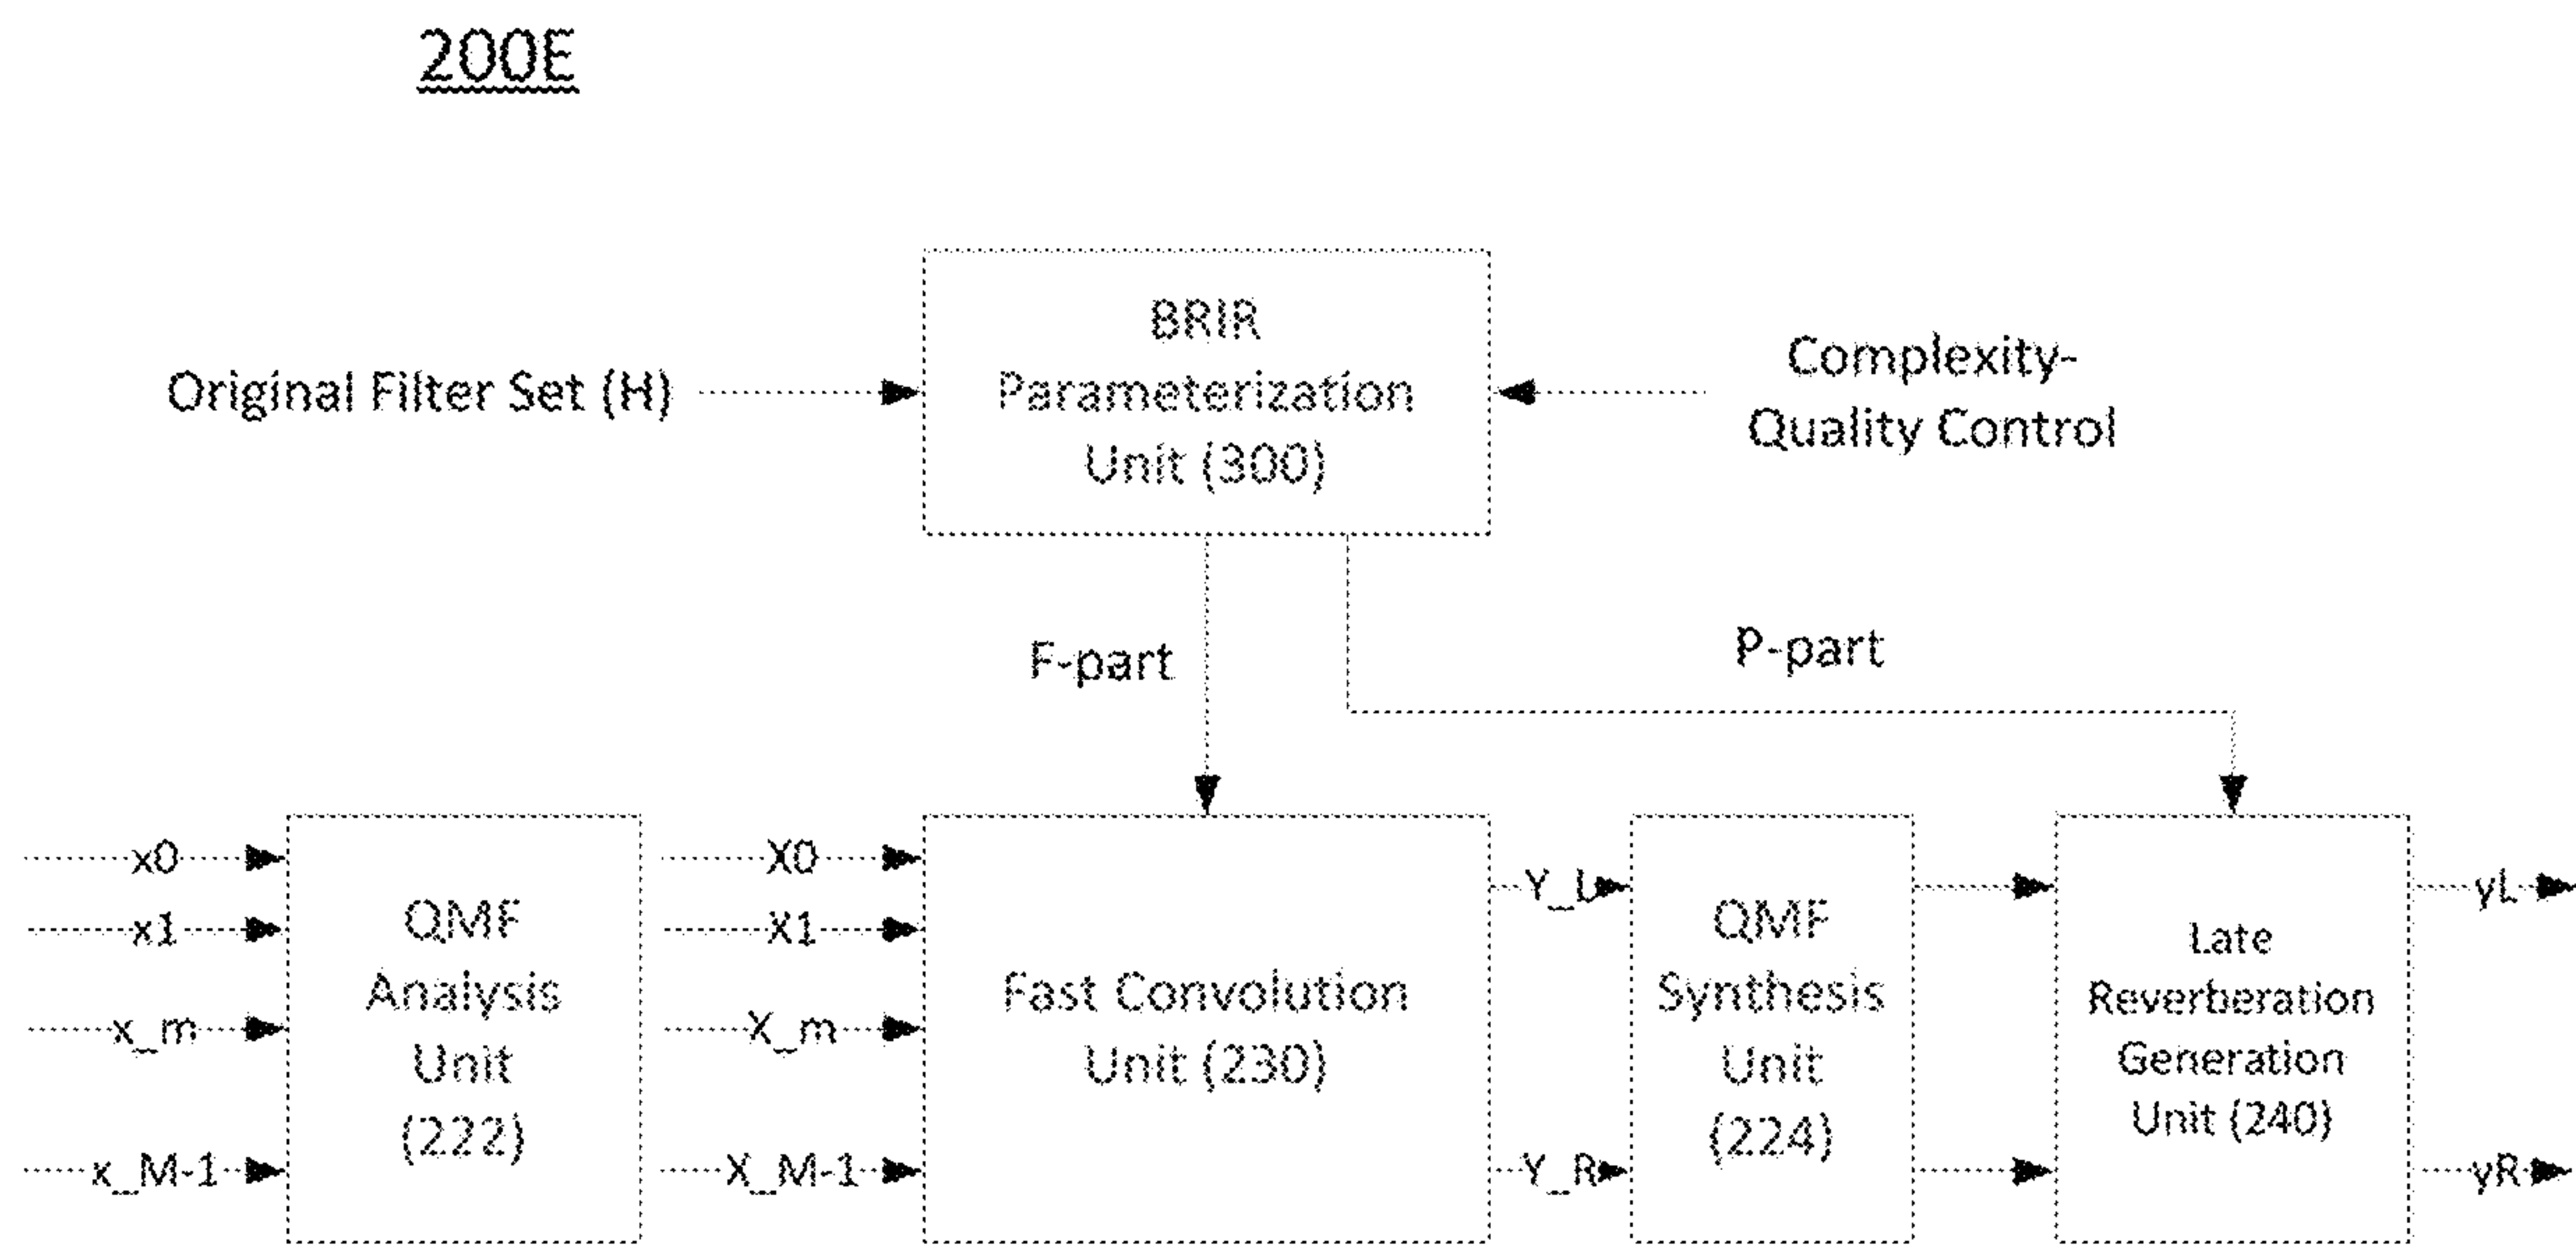 200E
BRIR
Parameterization
Unit (300)
Original Filter Set (H)
Complexity-
Quality Control
F-part
P-part
x0
x1
x_m
x_M-1
QMF
Analysis
Unit
(222)
X0
X1
X_m
X_M-1
Fast Convolution
Unit (230)
Y_L
Y_R
QMF
Synthesis
Unit
(224)
Late
Reverberation
Generation
Unit (240)
yL
yR